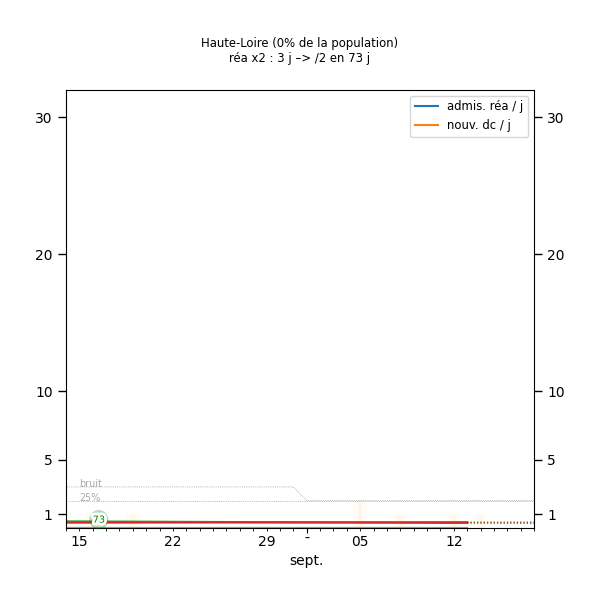 Haute-Loire (0% de la population)
réa x2 : 3 j –> /2 en 73 j
admis. réa / j
nouv. dc / j
30 30
20 20
10 10
5 5
bruit
25%
73
1 1
15 22 29 - 05 12
sept.